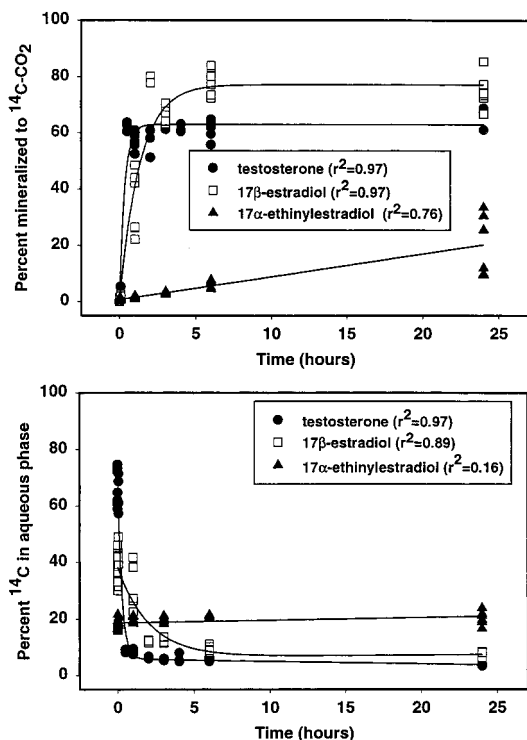 Percent mineralized to ¹⁴C-CO₂
100
80
60
40
20
0
● testosterone (r²=0.97)
□ 17β-estradiol (r²=0.97)
▲ 17α-ethinylestradiol (r²=0.76)
0 5 10 15 20 25
Time (hours)
Percent ¹⁴C in aqueous phase
100
80
60
40
20
0
● testosterone (r²=0.97)
□ 17β-estradiol (r²=0.89)
▲ 17α-ethinylestradiol (r²=0.16)
0 5 10 15 20 25
Time (hours)